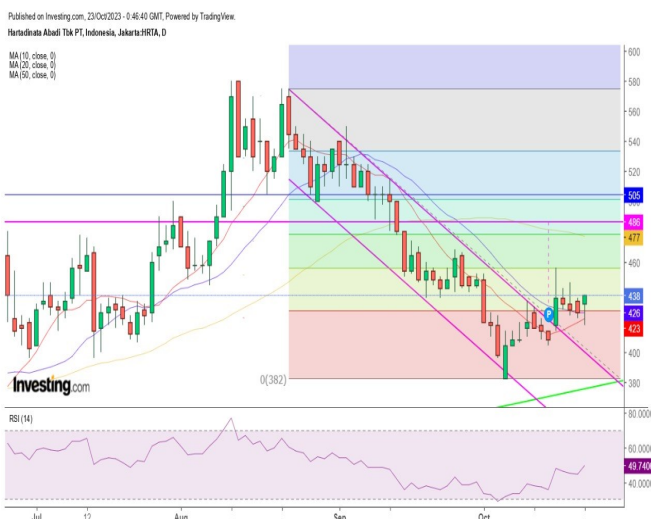 Published on Investing.com, 23/Oct/2023 - 0:46:40 GMT, Powered by TradingView.
Hartadinata Abadi Tbk PT, Indonesia, Jakarta:HRTA, D
MA (10, close, 0)
MA (20, close, 0)
MA (50, close, 0)
600
580
560
540
520
505
486
477
460
438
426
423
400
380
0(382)
P
Investing.com
RSI (14)
80.0000
60.0000
49.7406
40.0000
Jul
12
Aug
Sep
Oct